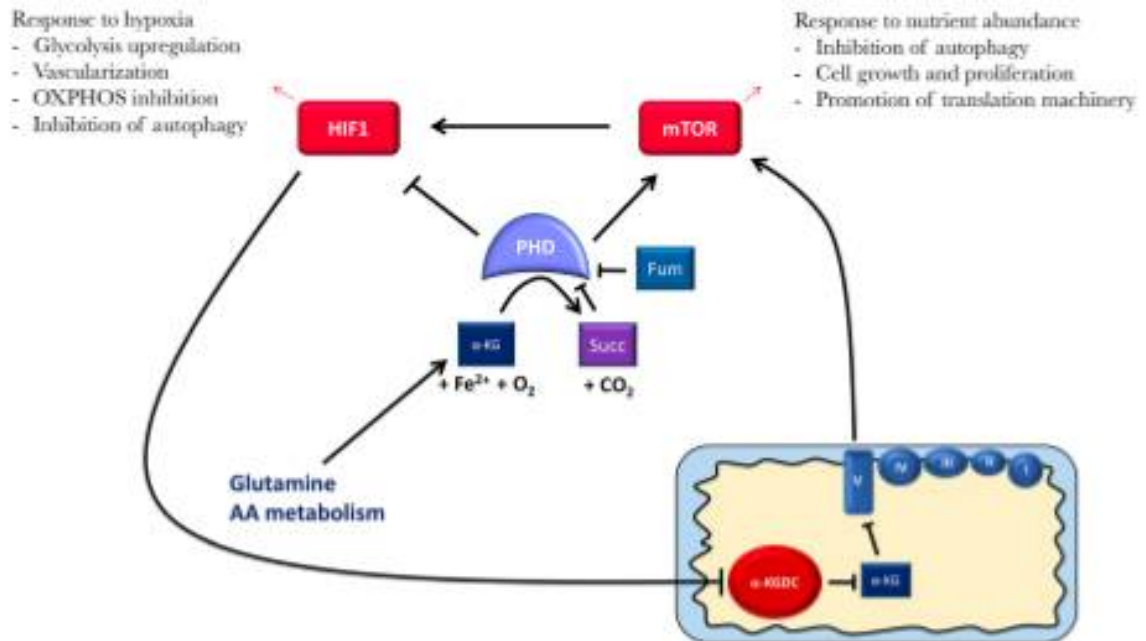 Response to hypoxia
- Glycolysis upregulation
- Vascularization
- OXPHOS inhibition
- Inhibition of autophagy
Response to nutrient abundance
- Inhibition of autophagy
- Cell growth and proliferation
- Promotion of translation machinery
HIF1
mTOR
PHD
Fum
α-KG
Succ
+ Fe²⁺ + O₂
+ CO₂
Glutamine
AA metabolism
V
IV
III
II
I
α-KGDC
α-KG